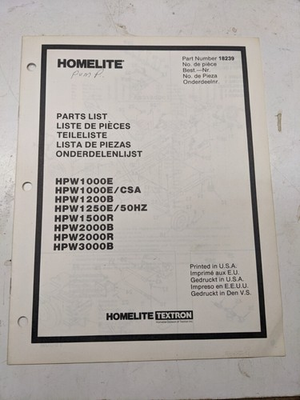 HOMELITE®
Part Number 18239
No. de pièce
Best.—Nr.
No. de Pieza
Onderdeelnr.
PARTS LIST
LISTE DE PIÈCES
TEILELISTE
LISTA DE PIEZAS
ONDERDELENLIJST
HPW1000E
HPW1000E/CSA
HPW1200B
HPW1250E/50HZ
HPW1500R
HPW2000B
HPW2000R
HPW3000B
Printed in U.S.A.
Imprimé aux E.U.
Gedruckt in U.S.A.
Impreso en E.E.U.U.
Gedruckt in Den V.S.
HOMELITE TEXTRON